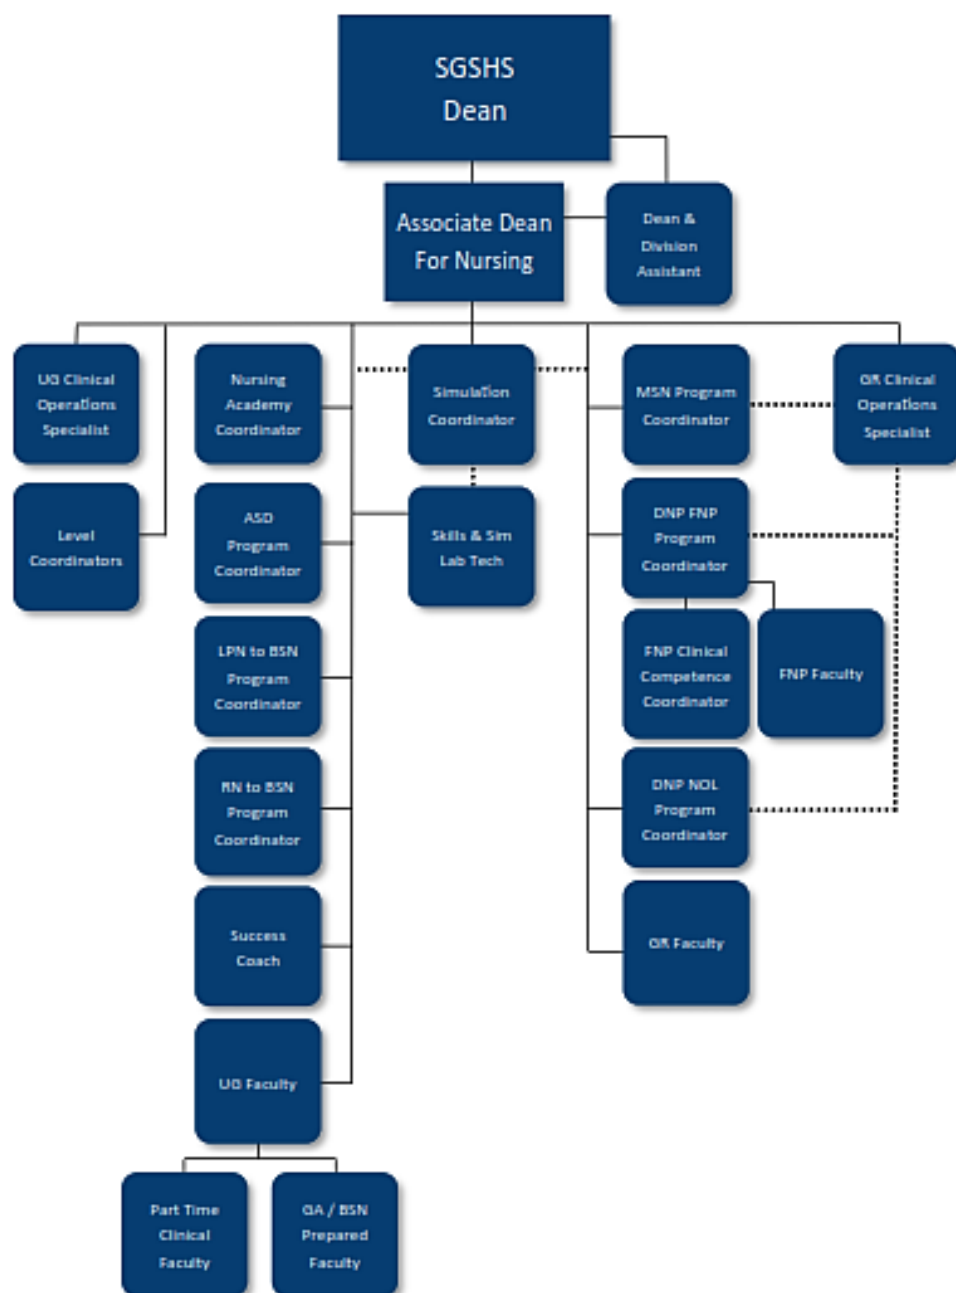 SGSHS
Dean
Associate Dean
For Nursing
Dean &
Division
Assistant
UG Clinical
Operations
Specialist
Nursing
Academy
Coordinator
Simulation
Coordinator
MSN Program
Coordinator
GR Clinical
Operations
Specialist
Level
Coordinators
ASD
Program
Coordinator
Skills & Sim
Lab Tech
DNP FNP
Program
Coordinator
LPN to BSN
Program
Coordinator
FNP Clinical
Competence
Coordinator
FNP Faculty
RN to BSN
Program
Coordinator
DNP NOL
Program
Coordinator
Success
Coach
GR Faculty
UG Faculty
Part Time
Clinical
Faculty
GA / BSN
Prepared
Faculty